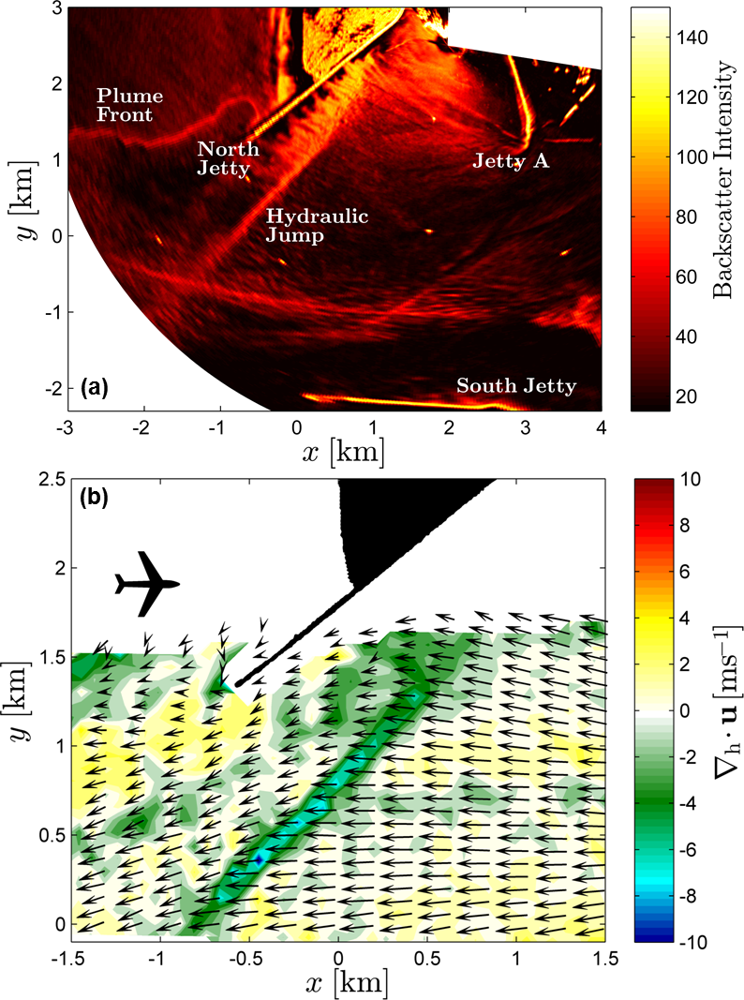 3
2
1
0
-1
-2
y [km]
Plume
Front
North
Jetty
Jetty A
Hydraulic
Jump
South Jetty
(a)
-3
-2
-1
0
1
2
3
4
x [km]
140
120
100
80
60
40
20
Backscatter Intensity
(b)
2.5
2
1.5
1
0.5
0
y [km]
-1.5
-1
-0.5
0
0.5
1
1.5
x [km]
10
8
6
4
2
0
-2
-4
-6
-8
-10
∇h · u [ms−1]